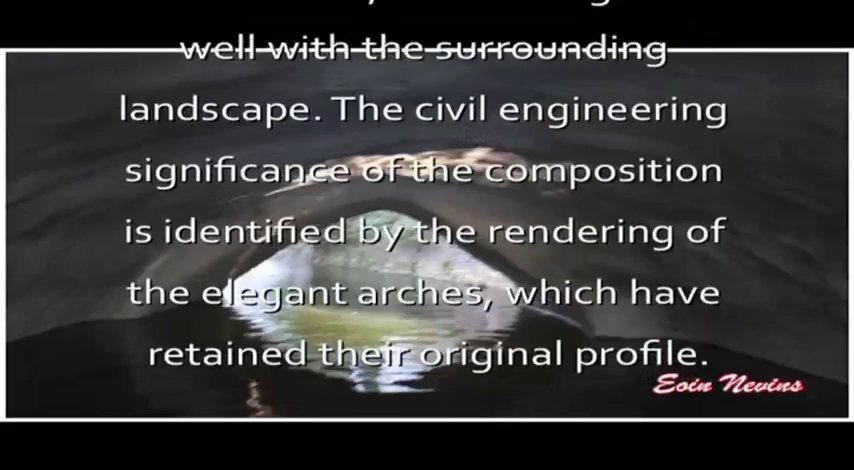 well with the surrounding
landscape. The civil engineering
significance of the composition
is identified by the rendering of
the elegant arches, which have
retained their original profile.
Eoin Nevins